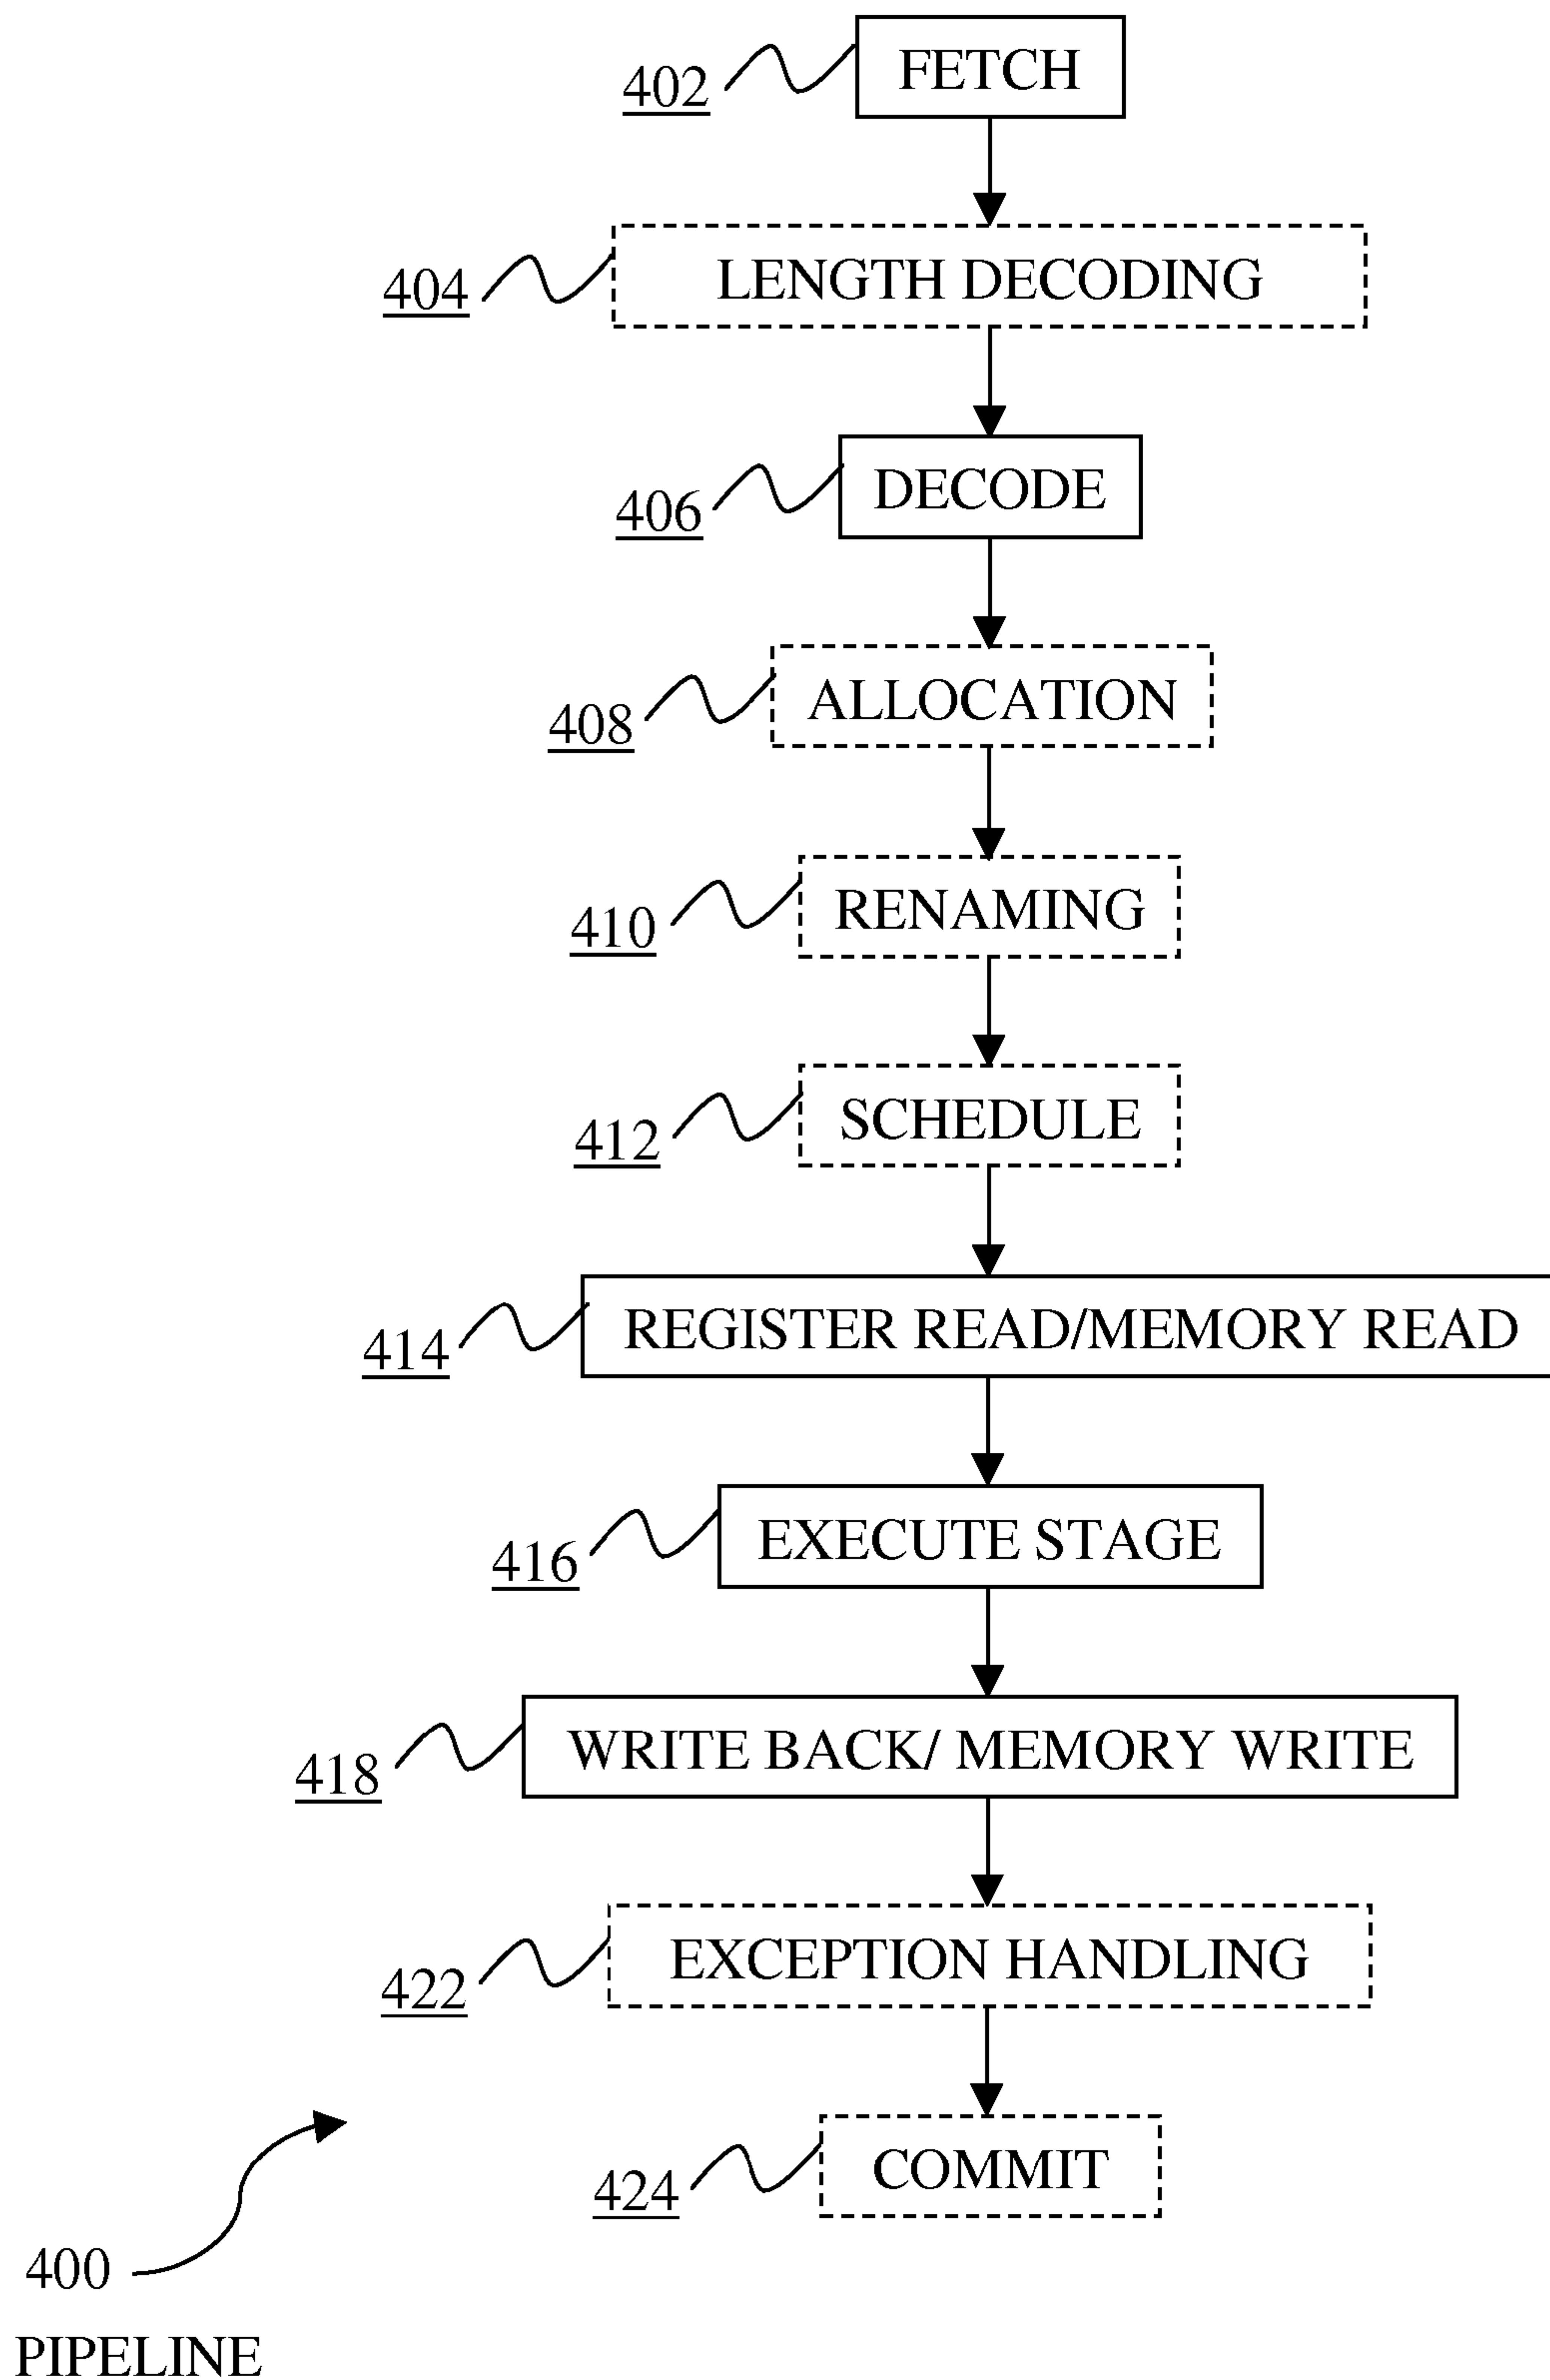 402 FETCH
404 LENGTH DECODING
406 DECODE
408 ALLOCATION
410 RENAMING
412 SCHEDULE
414 REGISTER READ/MEMORY READ
416 EXECUTE STAGE
418 WRITE BACK/ MEMORY WRITE
422 EXCEPTION HANDLING
424 COMMIT
400
PIPELINE